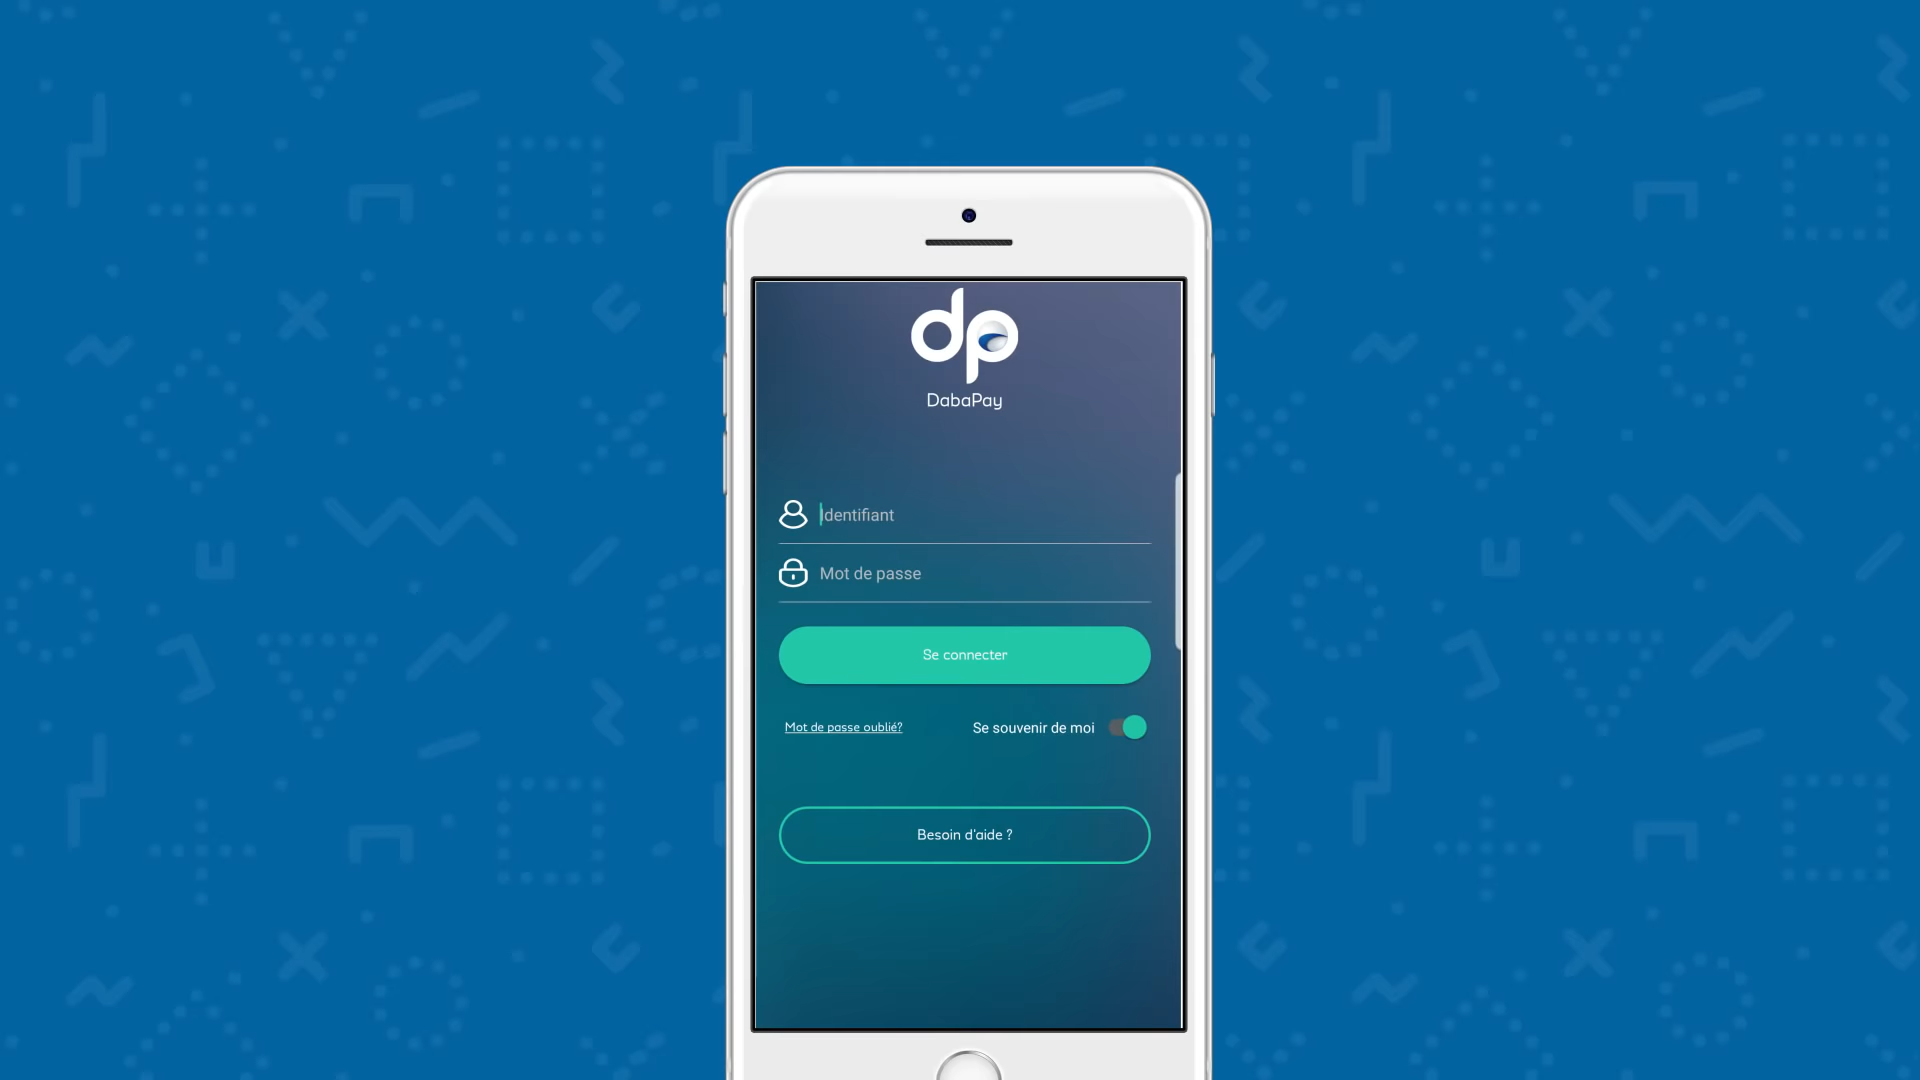 dp
DabaPay
Identifiant
Mot de passe
Se connecter
Mot de passe oublié? Se souvenir de moi
Besoin d'aide ?